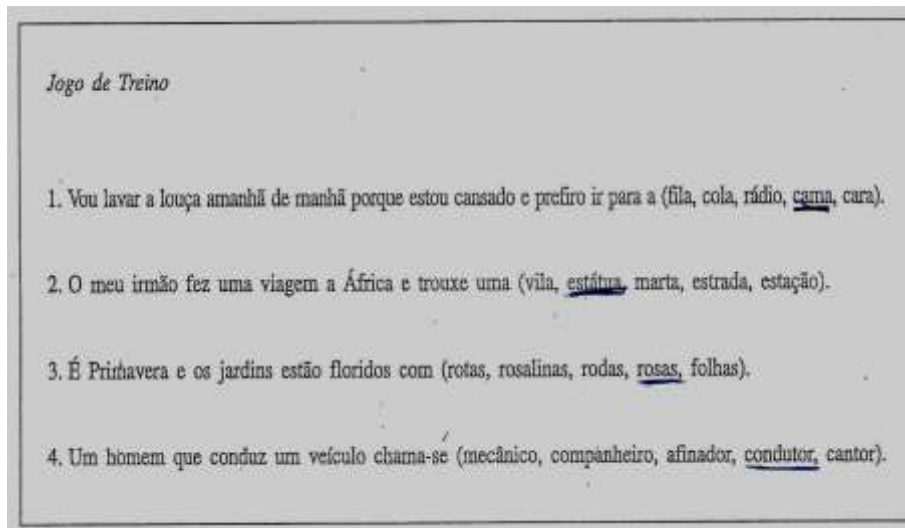 Jogo de Treino
1. Vou lavar a louça amanhã de manhã porque estou cansado e prefiro ir para a (fila, cola, rádio, cama, cara).
2. O meu irmão fez uma viagem a África e trouxe uma (vila, estátua, marta, estrada, estação).
3. É Primavera e os jardins estão floridos com (rotas, rosalinas, rodas, rosas, folhas).
4. Um homem que conduz um veículo chama-se (mecânico, companheiro, afinador, condutor, cantor).